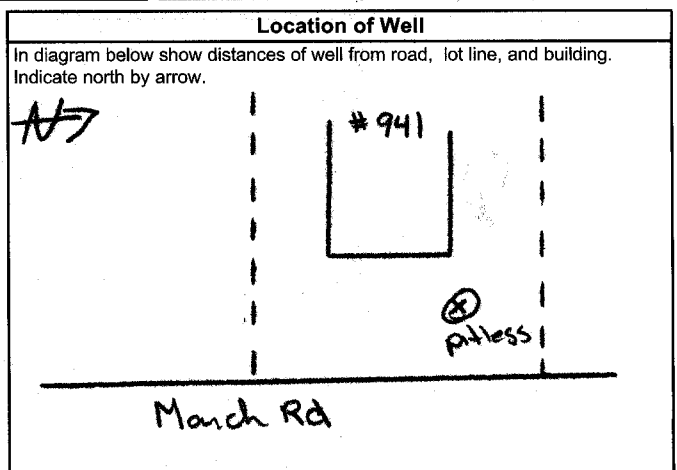 Location of Well
In diagram below show distances of well from road, lot line, and building.
Indicate north by arrow.
N
# 941
pitless
March Rd